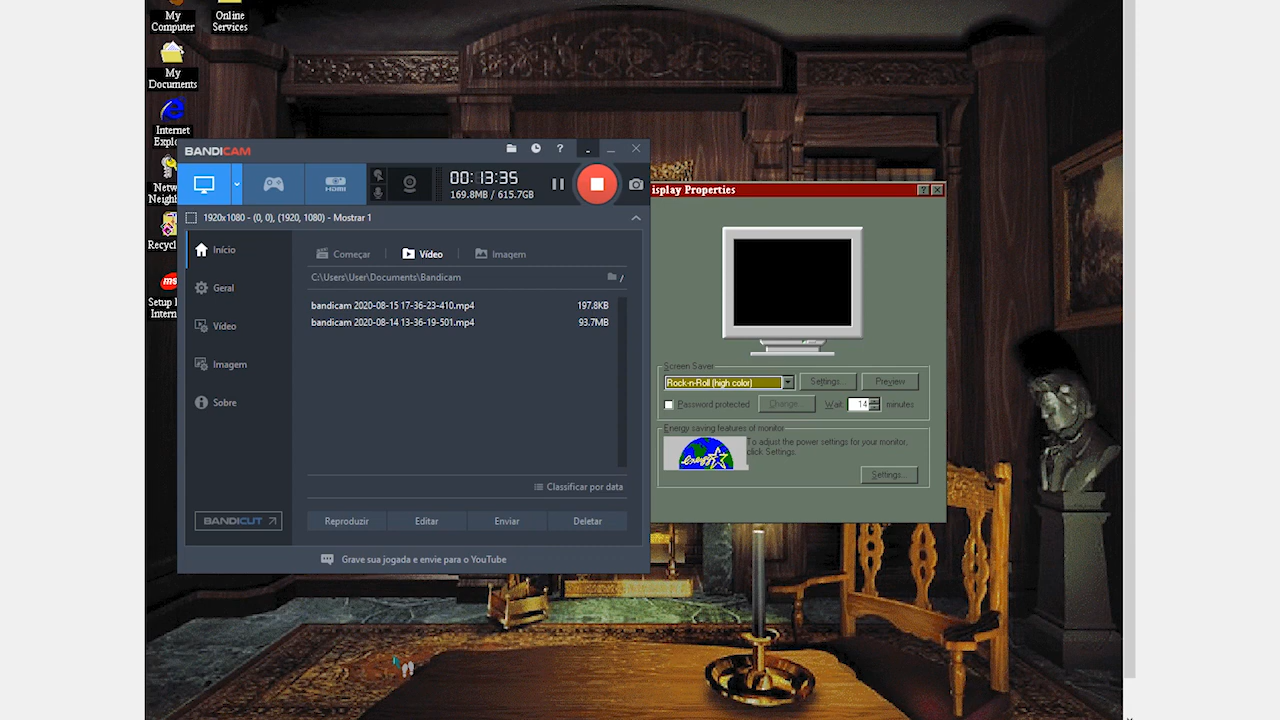 My
Computer
Online
Services
My
Documents
Internet
Explo
Netw
Neighb
Recycl
ms
Setup
Intern
BANDICAM
?
HDMI
00:13:35
169.8MB / 615.7GB
1920x1080 - (0, 0), (1920, 1080) - Mostrar 1
Início
Geral
Vídeo
Imagem
Sobre
BANDICUT
Começar
Vídeo
Imagem
C:\Users\User\Documents\Bandicam
bandicam 2020-08-15 17-36-23-410.mp4 197.8KB
bandicam 2020-08-14 13-36-19-501.mp4 93.7MB
Classificar por data
Reproduzir Editar Enviar Deletar
Grave sua jogada e envie para o YouTube
isplay Properties
Screen Saver
Rock-n-Roll (high color) Settings... Preview
Password protected Change... Wait: 14 minutes
Energy saving features of monitor
energy
To adjust the power settings for your monitor,
click Settings.
Settings...